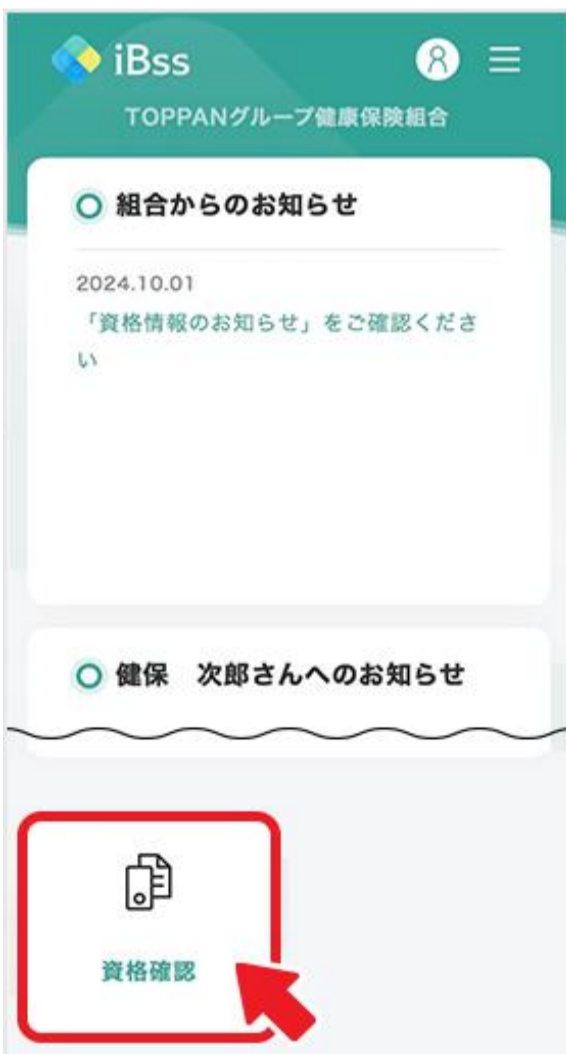 iBss
TOPPANグループ健康保険組合
組合からのお知らせ
2024.10.01
「資格情報のお知らせ」をご確認くださ
い
健保　次郎さんへのお知らせ
資格確認